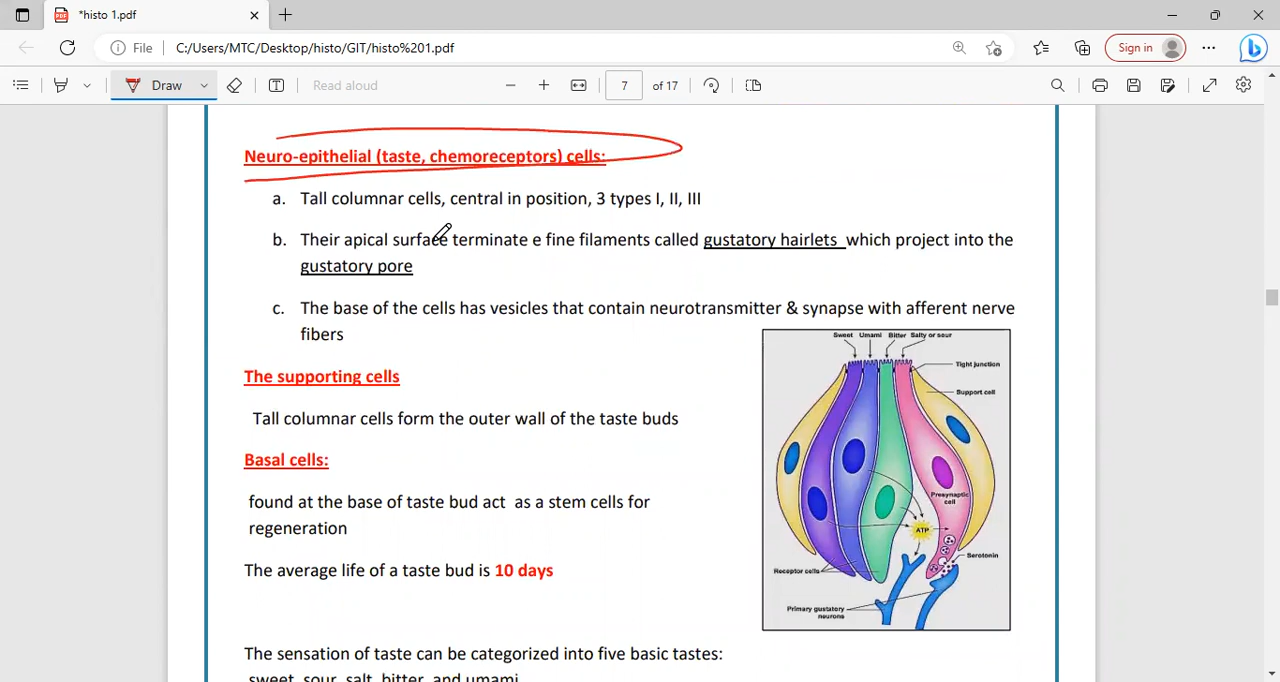 *histo 1.pdf
File C:/Users/MTC/Desktop/histo/GIT/histo%201.pdf Sign in
Draw Read aloud 7 of 17
Neuro-epithelial (taste, chemoreceptors) cells:
a. Tall columnar cells, central in position, 3 types I, II, III
b. Their apical surface terminate e fine filaments called gustatory hairlets which project into the
gustatory pore
c. The base of the cells has vesicles that contain neurotransmitter & synapse with afferent nerve
fibers
The supporting cells
Tall columnar cells form the outer wall of the taste buds
Basal cells:
found at the base of taste bud act as a stem cells for
regeneration
The average life of a taste bud is 10 days
Sweet Umami Bitter Salty or sour
Tight junction
Support cell
Presynaptic
cell
ATP
Serotonin
Receptor cells
Primary gustatory
neurons
The sensation of taste can be categorized into five basic tastes:
sweet, sour, salt, bitter, and umami